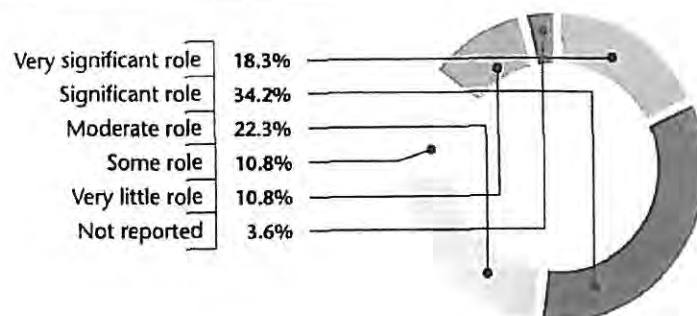 Very significant role 18.3%
Significant role 34.2%
Moderate role 22.3%
Some role 10.8%
Very little role 10.8%
Not reported 3.6%